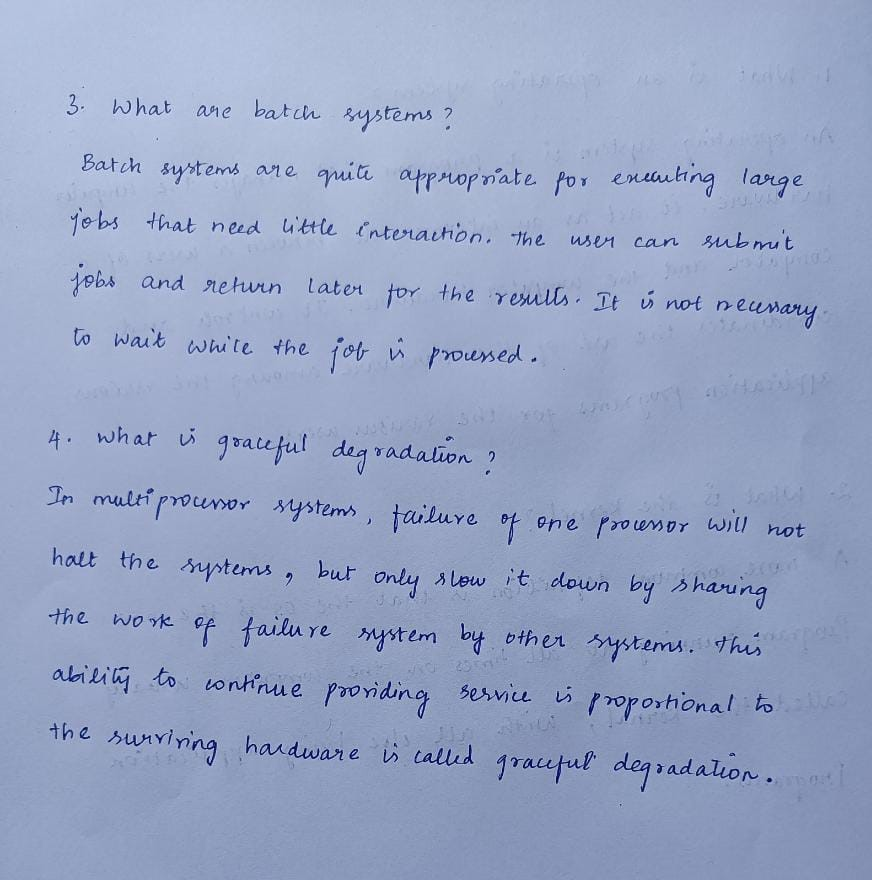 3. What are batch systems?
Batch systems are quite appropriate for executing large
jobs that need little interaction. The user can submit
jobs and return later for the results. It is not necessary
to wait while the job is processed.
4. What is graceful degradation?
In multiprocessor systems, failure of one processor will not
halt the systems, but only slow it down by sharing
the work of failure system by other systems. This
ability to continue providing service is proportional to
the surviving hardware is called graceful degradation.